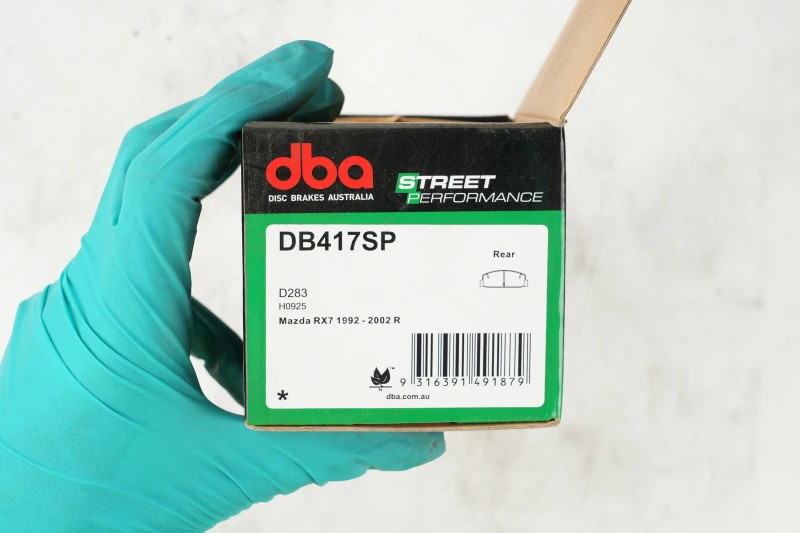 dba
DISC BRAKES AUSTRALIA
STREET
PERFORMANCE
DB417SP
Rear
D283
H0925
Mazda RX7 1992 - 2002 R
™
N
9 316391 491879
*
dba.com.au